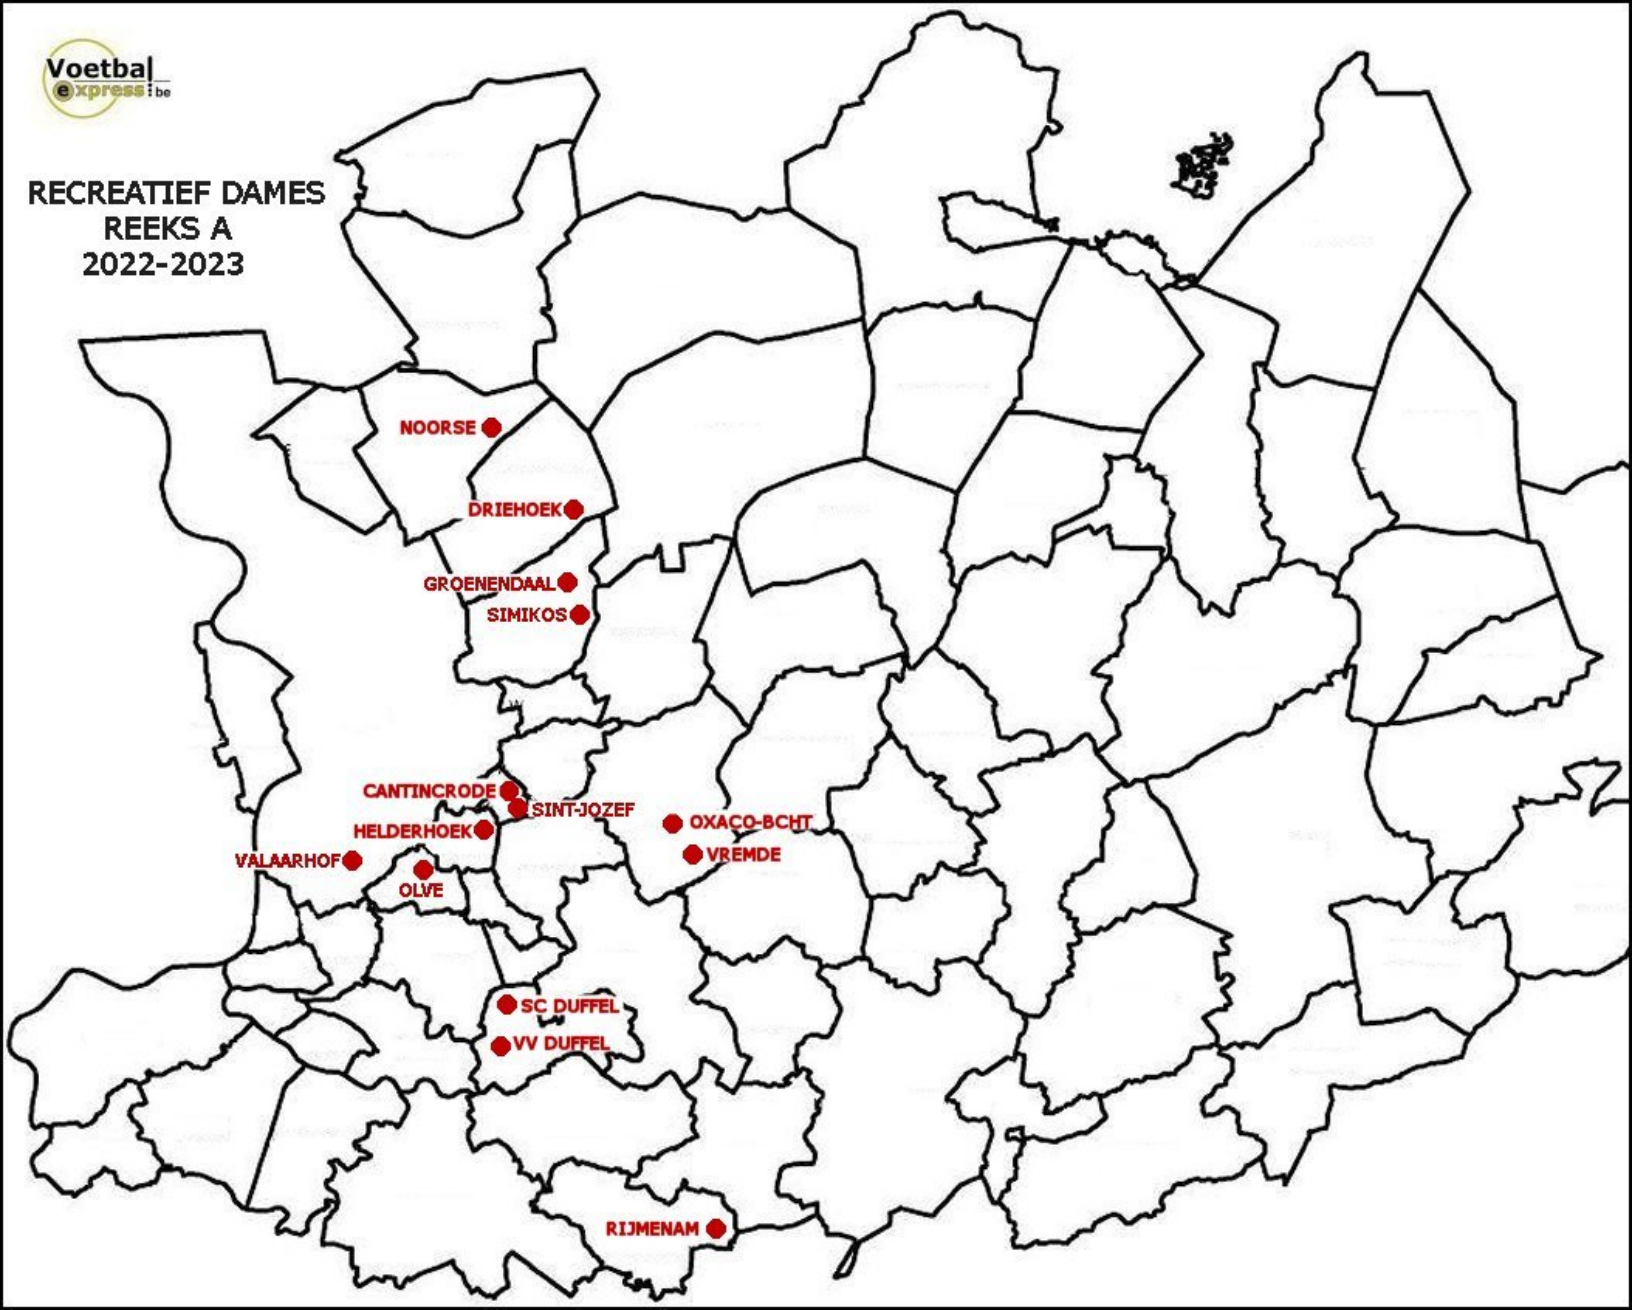 Voetbal
express.be
RECREATIEF DAMES
REEKS A
2022-2023
NOORSE
DRIEHOEK
GROENENDAAL
SIMIKOS
CANTINCRODE
SINT-JOZEF
HELDERHOEK
OXACO-BCHT
VREMDE
VALAARHOF
OLVE
SC DUFFEL
VV DUFFEL
RIJMENAM